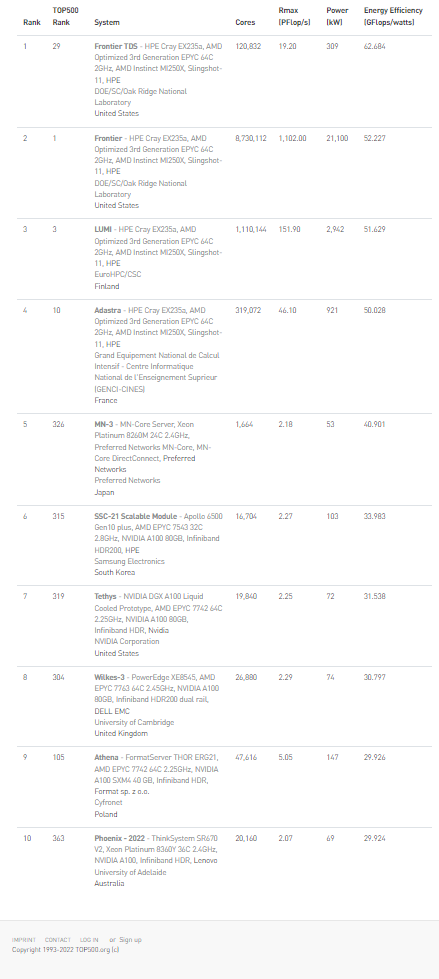 Rank TOP500 Rank System Cores Rmax (PFlop/s) Power (kW) Energy Efficiency (GFlops/watts)
1 29 Frontier TDS - HPE Cray EX235a, AMD 120,832 19.20 309 62.684
Optimized 3rd Generation EPYC 64C
2GHz, AMD Instinct MI250X, Slingshot-
11, HPE
DOE/SC/Oak Ridge National
Laboratory
United States
2 1 Frontier - HPE Cray EX235a, AMD 8,730,112 1,102.00 21,100 52.227
Optimized 3rd Generation EPYC 64C
2GHz, AMD Instinct MI250X, Slingshot-
11, HPE
DOE/SC/Oak Ridge National
Laboratory
United States
3 3 LUMI - HPE Cray EX235a, AMD 1,110,144 151.90 2,942 51.629
Optimized 3rd Generation EPYC 64C
2GHz, AMD Instinct MI250X, Slingshot-
11, HPE
EuroHPC/CSC
Finland
4 10 Adastra - HPE Cray EX235a, AMD 319,072 46.10 921 50.028
Optimized 3rd Generation EPYC 64C
2GHz, AMD Instinct MI250X, Slingshot-
11, HPE
Grand Equipement National de Calcul
Intensif - Centre Informatique
National de l'Enseignement Suprieur
(GENCI-CINES)
France
5 326 MN-3 - MN-Core Server, Xeon 1,664 2.18 53 40.901
Platinum 8260M 24C 2.4GHz,
Preferred Networks MN-Core, MN-
Core DirectConnect, Preferred
Networks
Preferred Networks
Japan
6 315 SSC-21 Scalable Module - Apollo 6500 16,704 2.27 103 33.983
Gen10 plus, AMD EPYC 7543 32C
2.8GHz, NVIDIA A100 80GB, Infiniband
HDR200, HPE
Samsung Electronics
South Korea
7 319 Tethys - NVIDIA DGX A100 Liquid 19,840 2.25 72 31.538
Cooled Prototype, AMD EPYC 7742 64C
2.25GHz, NVIDIA A100 80GB,
Infiniband HDR, Nvidia
NVIDIA Corporation
United States
8 304 Wilkes-3 - PowerEdge XE8545, AMD 26,880 2.29 74 30.797
EPYC 7763 64C 2.45GHz, NVIDIA A100
80GB, Infiniband HDR200 dual rail,
DELL EMC
University of Cambridge
United Kingdom
9 105 Athena - FormatServer THOR ERG21, 47,616 5.05 147 29.926
AMD EPYC 7742 64C 2.25GHz, NVIDIA
A100 SXM4 40 GB, Infiniband HDR,
Format sp. z o.o.
Cyfronet
Poland
10 363 Phoenix - 2022 - ThinkSystem SR670 20,160 2.07 69 29.924
V2, Xeon Platinum 8360Y 36C 2.4GHz,
NVIDIA A100, Infiniband HDR, Lenovo
University of Adelaide
Australia
IMPRINT CONTACT LOG IN or Sign up
Copyright 1993-2022 TOP500.org (c)